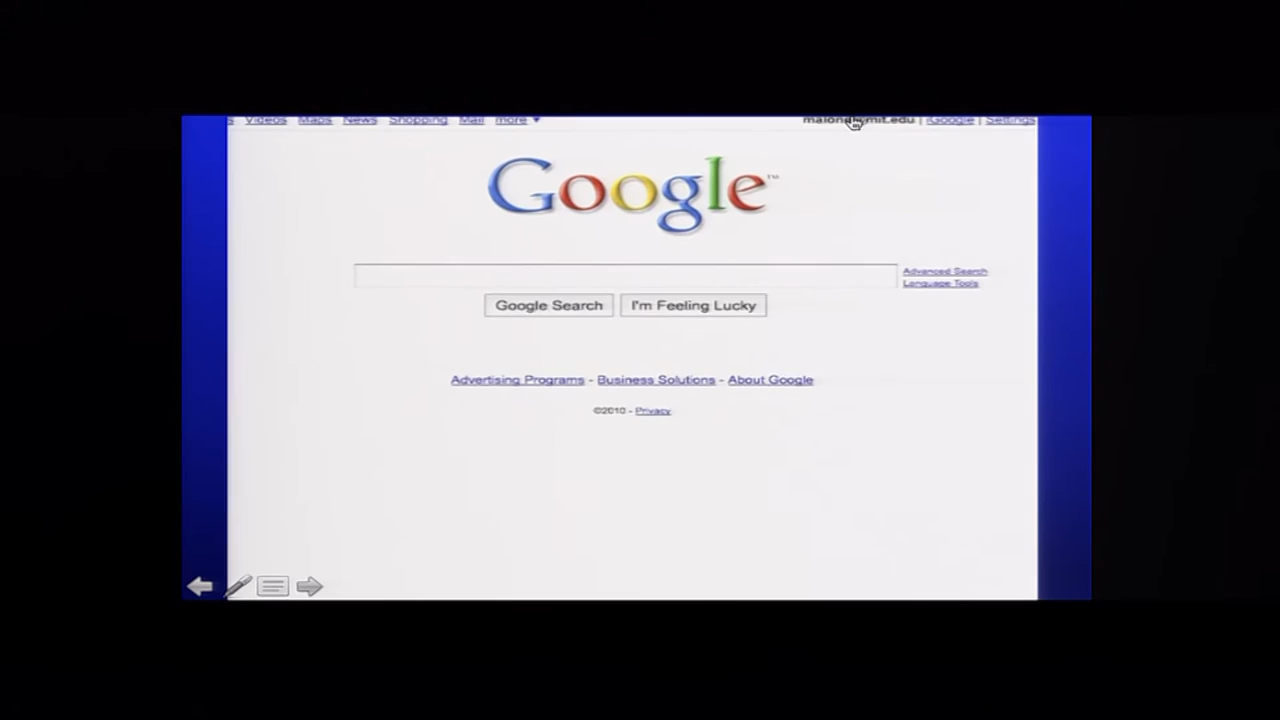 Videos Maps News Shopping Mail more ▼ | iGoogle | Settings
Google™
Advanced Search
Language Tools
Google Search I'm Feeling Lucky
Advertising Programs - Business Solutions - About Google
©2010 - Privacy